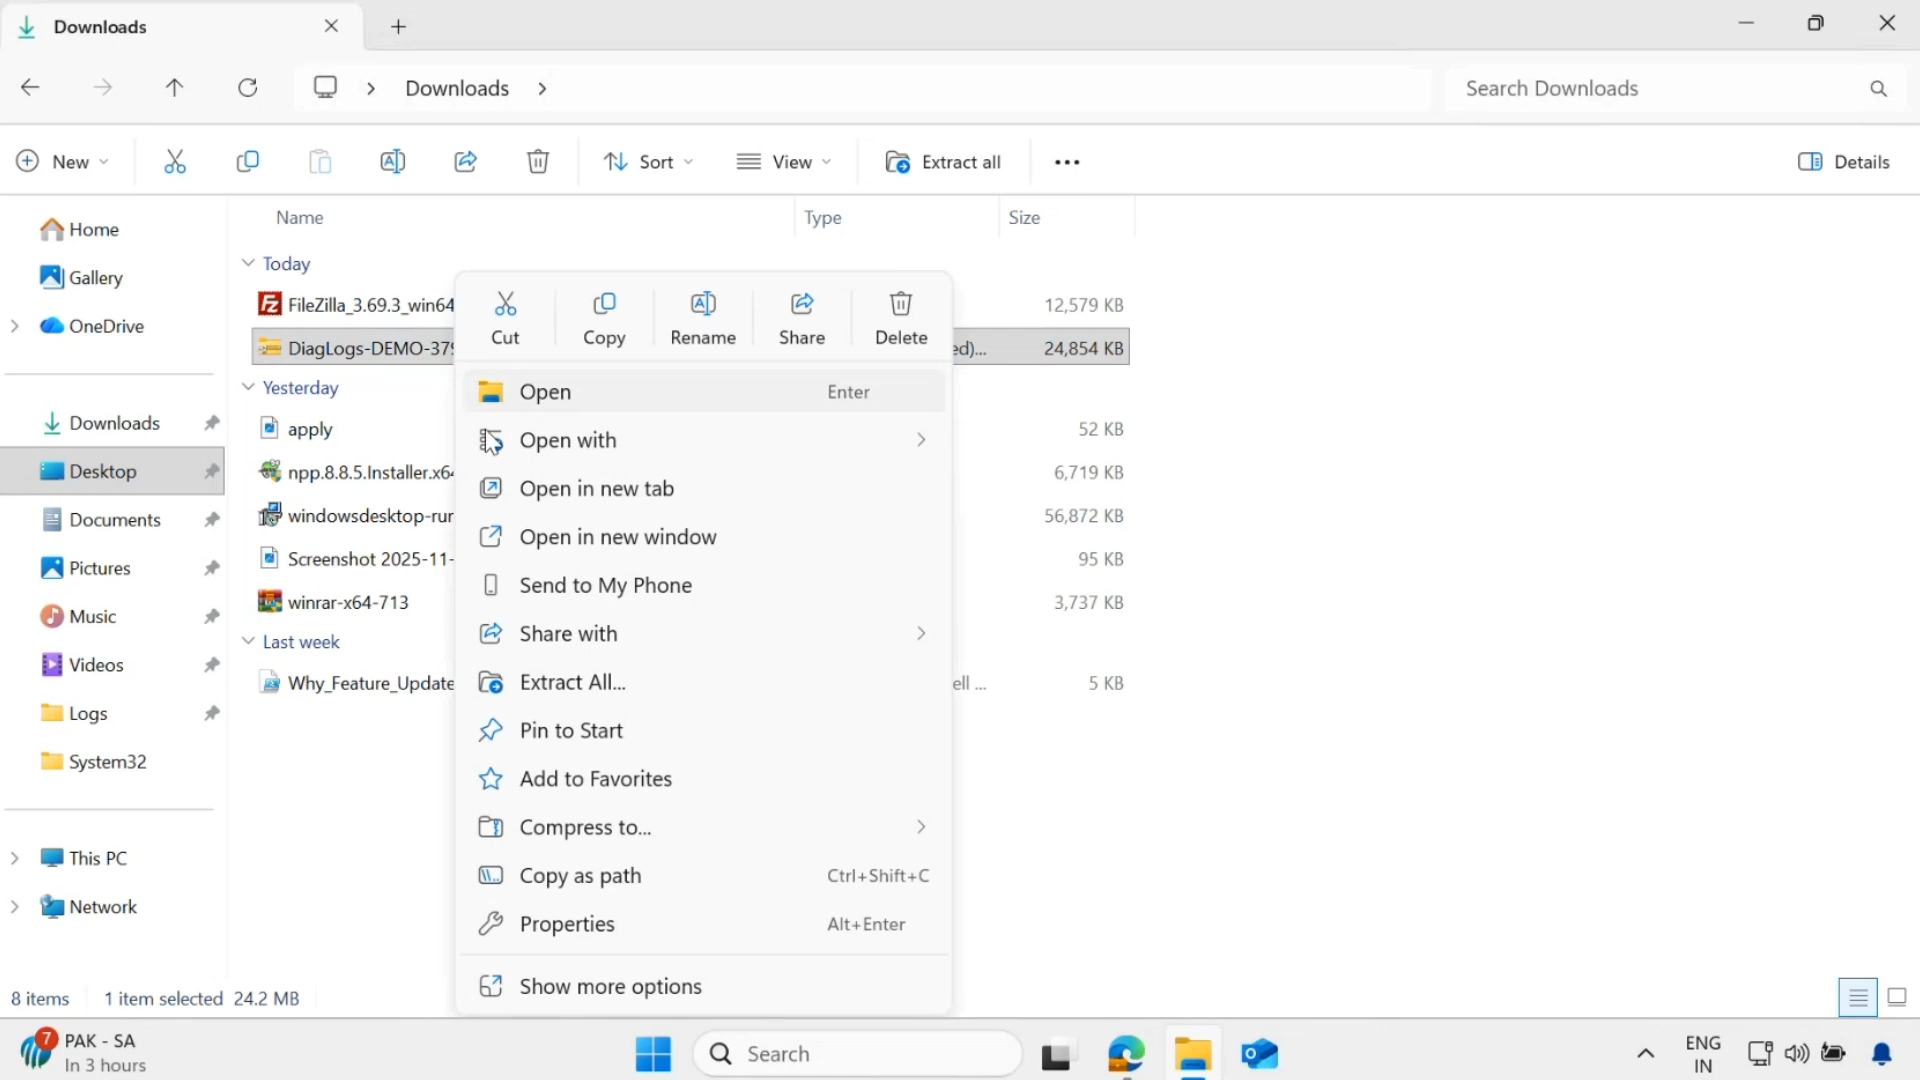 Downloads
Downloads
Search Downloads
New
Sort
View
Extract all
Details
Name
Type
Size
Home
Gallery
OneDrive
Downloads
Desktop
Documents
Pictures
Music
Videos
Logs
System32
This PC
Network
Today
FileZilla_3.69.3_win64
12,579 KB
DiagLogs-DEMO-379
ed)...
24,854 KB
Yesterday
apply
52 KB
npp.8.8.5.Installer.x64
6,719 KB
windowsdesktop-run
56,872 KB
Screenshot 2025-11-
95 KB
winrar-x64-713
3,737 KB
Last week
Why_Feature_Update
ell ...
5 KB
Cut
Copy
Rename
Share
Delete
Open Enter
Open with
Open in new tab
Open in new window
Send to My Phone
Share with
Extract All...
Pin to Start
Add to Favorites
Compress to...
Copy as path Ctrl+Shift+C
Properties Alt+Enter
Show more options
8 items
1 item selected 24.2 MB
7
PAK - SA
In 3 hours
Search
ENG
IN